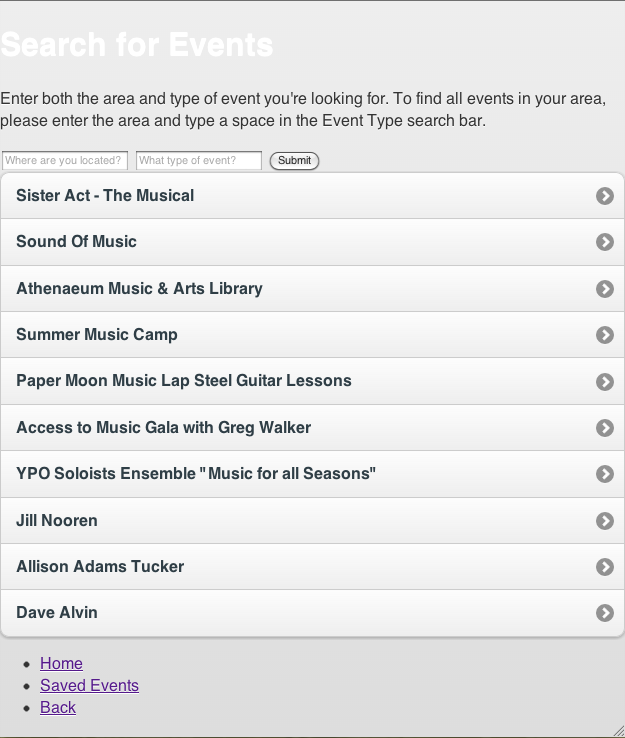 Search for Events
Enter both the area and type of event you're looking for. To find all events in your area,
please enter the area and type a space in the Event Type search bar.
Where are you located? What type of event? Submit
Sister Act - The Musical
Sound Of Music
Athenaeum Music & Arts Library
Summer Music Camp
Paper Moon Music Lap Steel Guitar Lessons
Access to Music Gala with Greg Walker
YPO Soloists Ensemble "Music for all Seasons"
Jill Nooren
Allison Adams Tucker
Dave Alvin
Home
Saved Events
Back